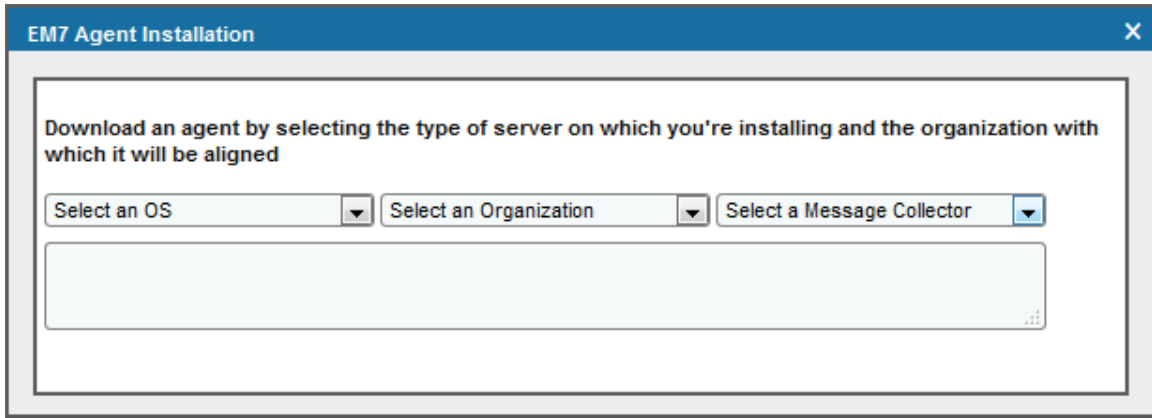 EM7 Agent Installation
Download an agent by selecting the type of server on which you're installing and the organization with
which it will be aligned
Select an OS Select an Organization Select a Message Collector